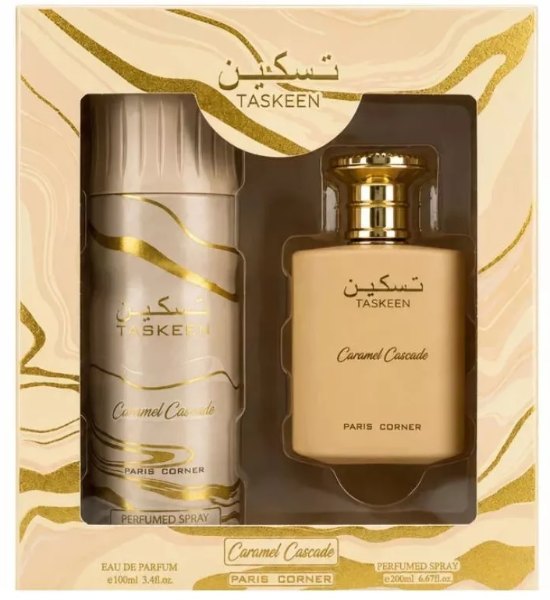 تسكين
TASKEEN
تسكين
TASKEEN
Caramel Cascade
PARIS CORNER
PERFUMED SPRAY
تسكين
TASKEEN
Caramel Cascade
PARIS CORNER
EAU DE PARFUM
e100ml 3.4fl.oz.
Caramel Cascade
PARIS CORNER
PERFUMED SPRAY
e200ml 6.67fl.oz